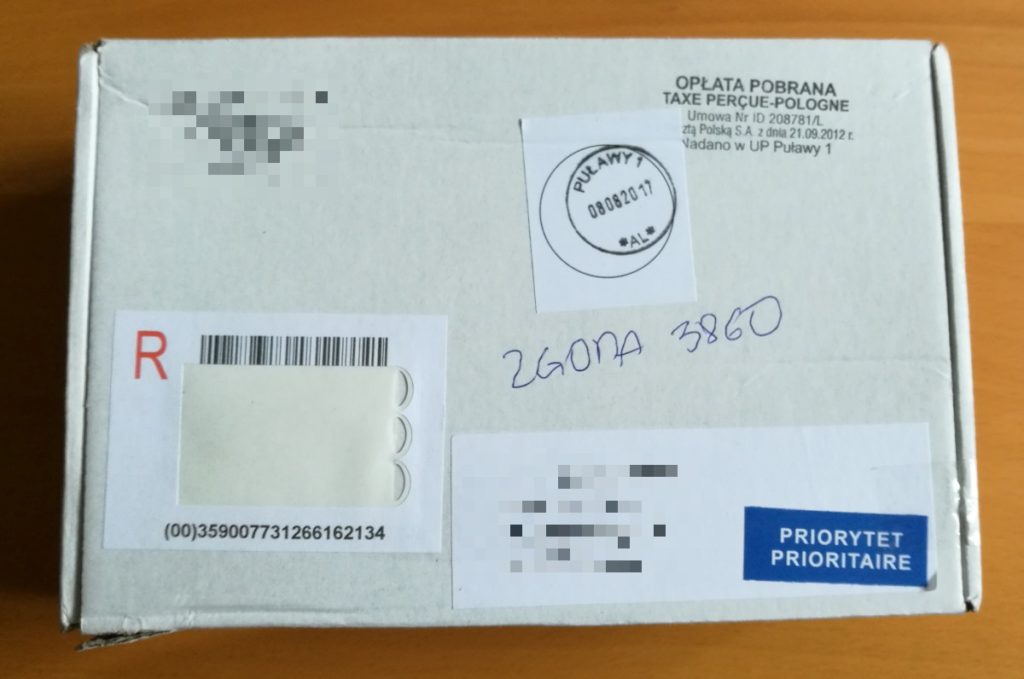 OPŁATA POBRANA
TAXE PERÇUE-POLOGNE
Umowa Nr ID 208781/L
ztą Polską S.A. z dnia 21.09.2012 r.
Nadano w UP Puławy 1
PUŁAWY 1
08082017
*AL*
ZGODA 3860
R
(00)359007731266162134
PRIORYTET
PRIORITAIRE